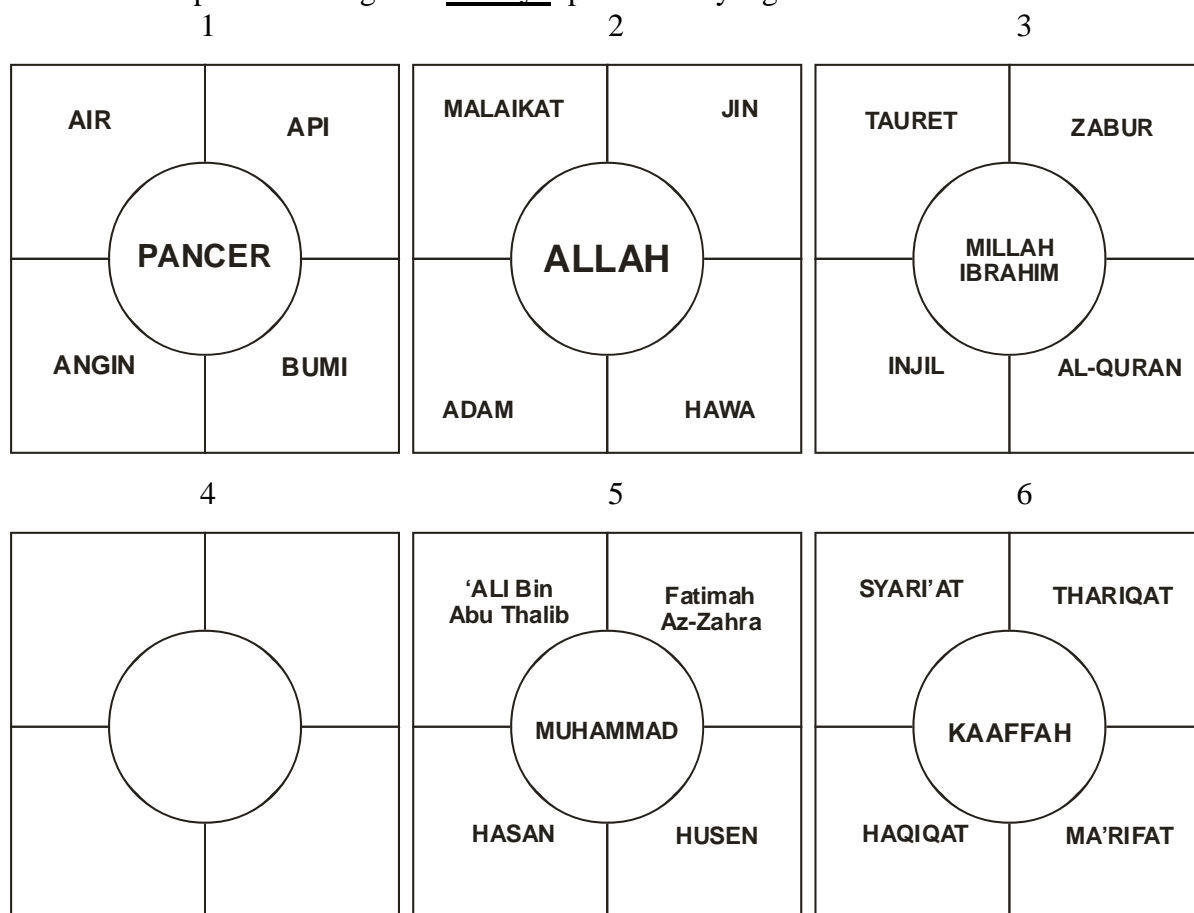 1 2 3
AIR API
PANCER
ANGIN BUMI
MALAIKAT JIN
ALLAH
ADAM HAWA
TAURET ZABUR
MILLAH
IBRAHIM
INJIL AL-QURAN
4 5 6
‘ALI Bin
Abu Thalib
Fatimah
Az-Zahra
MUHAMMAD
HASAN HUSEN
SYARI’AT THARIQAT
KAAFFAH
HAQIQAT MA’RIFAT